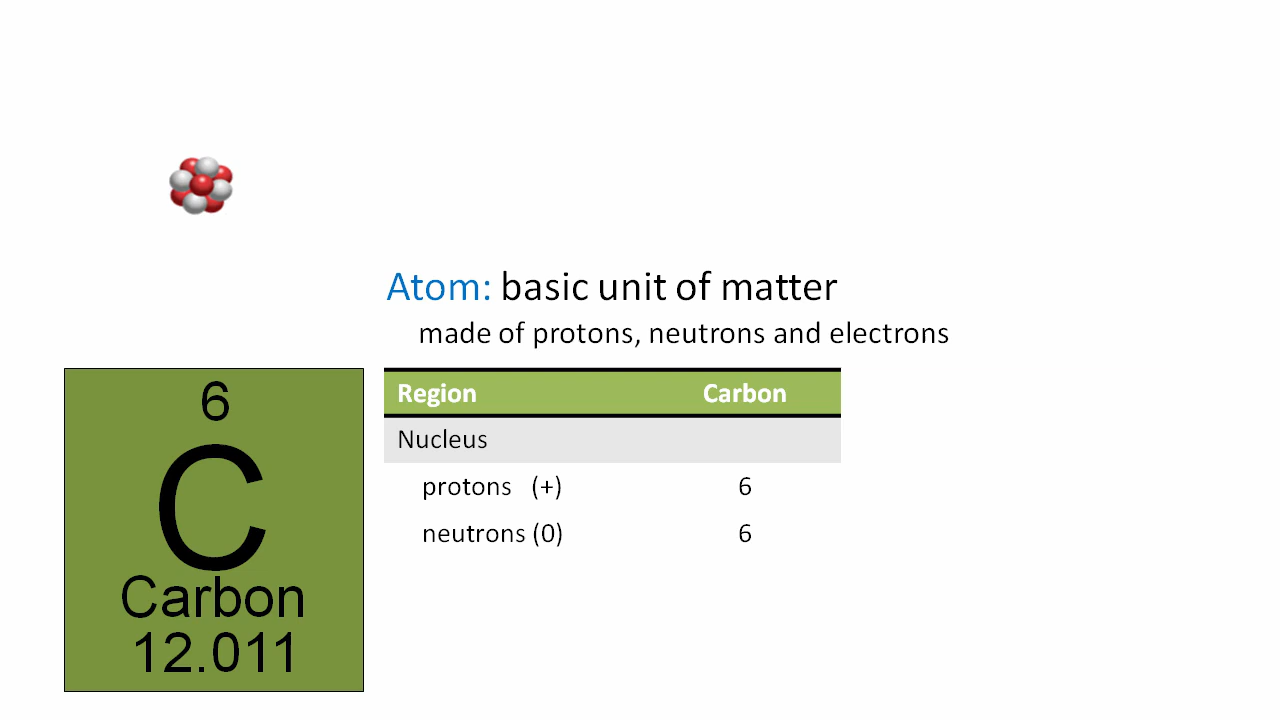 Atom: basic unit of matter
made of protons, neutrons and electrons
6
C
Carbon
12.011
Region Carbon
Nucleus
protons (+) 6
neutrons (0) 6